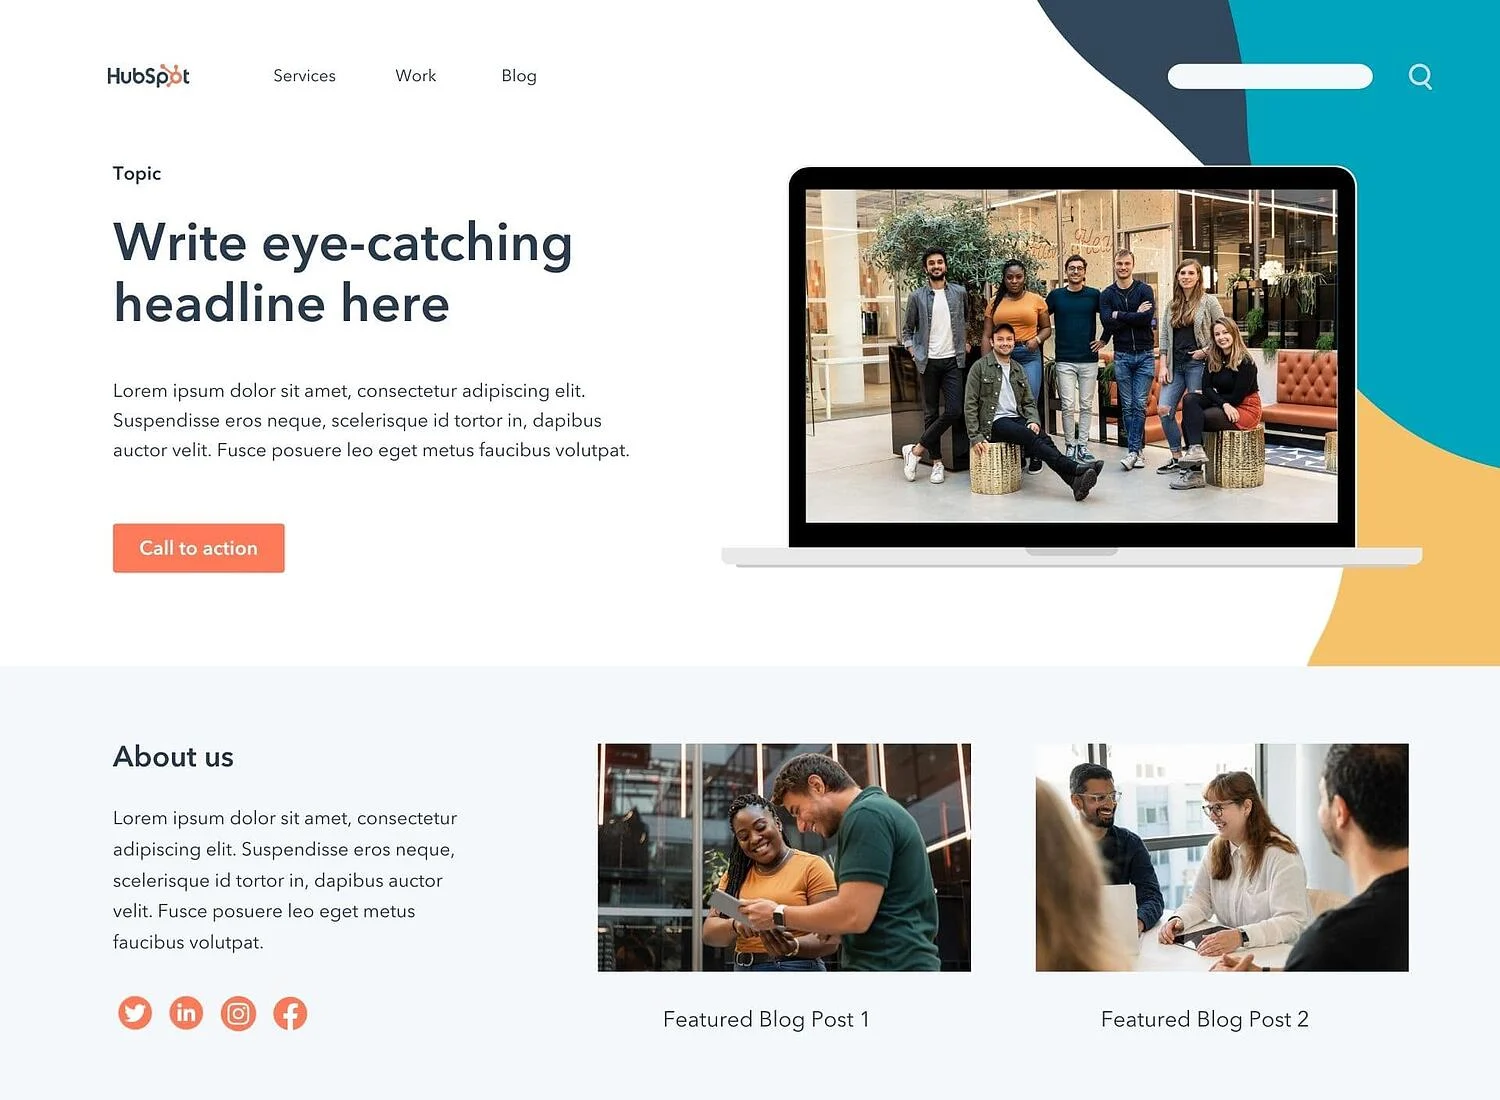 HubSpot
Services
Work
Blog
Topic
Write eye-catching
headline here
Lorem ipsum dolor sit amet, consectetur adipiscing elit.
Suspendisse eros neque, scelerisque id tortor in, dapibus
auctor velit. Fusce posuere leo eget metus faucibus volutpat.
Call to action
About us
Lorem ipsum dolor sit amet, consectetur
adipiscing elit. Suspendisse eros neque,
scelerisque id tortor in, dapibus auctor
velit. Fusce posuere leo eget metus
faucibus volutpat.
in
Featured Blog Post 1
Featured Blog Post 2